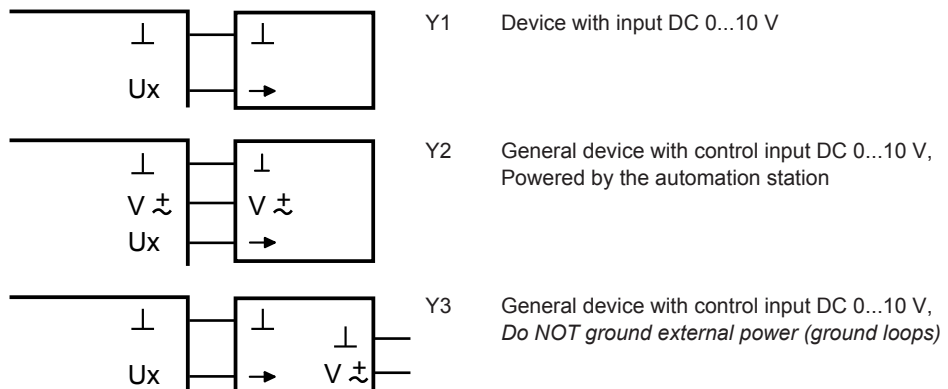 ⊥ ⊥ Y1 Device with input DC 0...10 V
Ux →
⊥ ⊥ Y2 General device with control input DC 0...10 V,
Powered by the automation station
V ± ~ V ± ~
Ux →
⊥ ⊥ Y3 General device with control input DC 0...10 V,
Do NOT ground external power (ground loops)
⊥
Ux → V ± ~